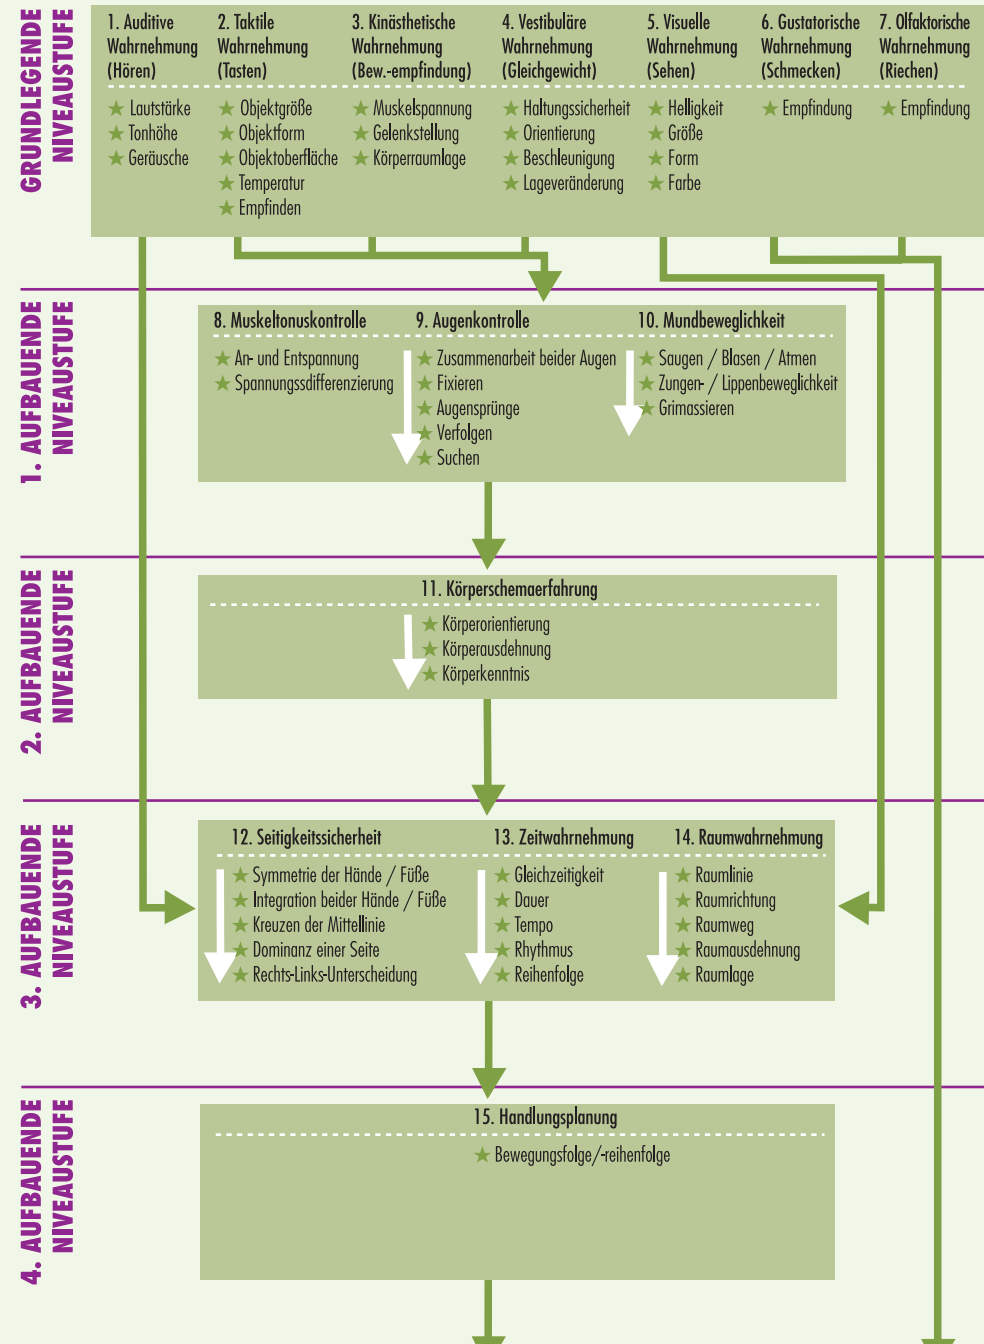 GRUNDLEGENDE
NIVEAUSTUFE
1. Auditive
Wahrnehmung
(Hören)
★ Lautstärke
★ Tonhöhe
★ Geräusche
2. Taktile
Wahrnehmung
(Tasten)
★ Objektgröße
★ Objektform
★ Objektoberfläche
★ Temperatur
★ Empfinden
3. Kinästhetische
Wahrnehmung
(Bew.-empfindung)
★ Muskelspannung
★ Gelenkstellung
★ Körperraumlage
4. Vestibuläre
Wahrnehmung
(Gleichgewicht)
★ Haltungssicherheit
★ Orientierung
★ Beschleunigung
★ Lageveränderung
5. Visuelle
Wahrnehmung
(Sehen)
★ Helligkeit
★ Größe
★ Form
★ Farbe
6. Gustatorische
Wahrnehmung
(Schmecken)
★ Empfindung
7. Olfaktorische
Wahrnehmung
(Riechen)
★ Empfindung
1. AUFBAUENDE
NIVEAUSTUFE
8. Muskeltonuskontrolle
★ An- und Entspannung
★ Spannungssdifferenzierung
9. Augenkontrolle
★ Zusammenarbeit beider Augen
★ Fixieren
★ Augensprünge
★ Verfolgen
★ Suchen
10. Mundbeweglichkeit
★ Saugen / Blasen / Atmen
★ Zungen- / Lippenbeweglichkeit
★ Grimassieren
2. AUFBAUENDE
NIVEAUSTUFE
11. Körperschemaerfahrung
★ Körperorientierung
★ Körperausdehnung
★ Körperkenntnis
3. AUFBAUENDE
NIVEAUSTUFE
12. Seitigkeitssicherheit
★ Symmetrie der Hände / Füße
★ Integration beider Hände / Füße
★ Kreuzen der Mittellinie
★ Dominanz einer Seite
★ Rechts-Links-Unterscheidung
13. Zeitwahrnehmung
★ Gleichzeitigkeit
★ Dauer
★ Tempo
★ Rhythmus
★ Reihenfolge
14. Raumwahrnehmung
★ Raumlinie
★ Raumrichtung
★ Raumweg
★ Raumausdehnung
★ Raumlage
4. AUFBAUENDE
NIVEAUSTUFE
15. Handlungsplanung
★ Bewegungsfolge/-reihenfolge